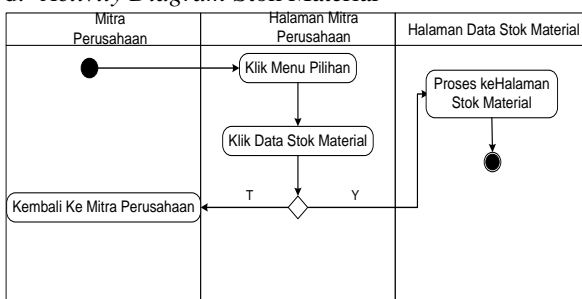 d. Activity Diagram Stok Material
Mitra
Perusahaan
Halaman Mitra
Perusahaan
Halaman Data Stok Material
Klik Menu Pilihan
Proses keHalaman
Stok Material
Klik Data Stok Material
T
Y
Kembali Ke Mitra Perusahaan